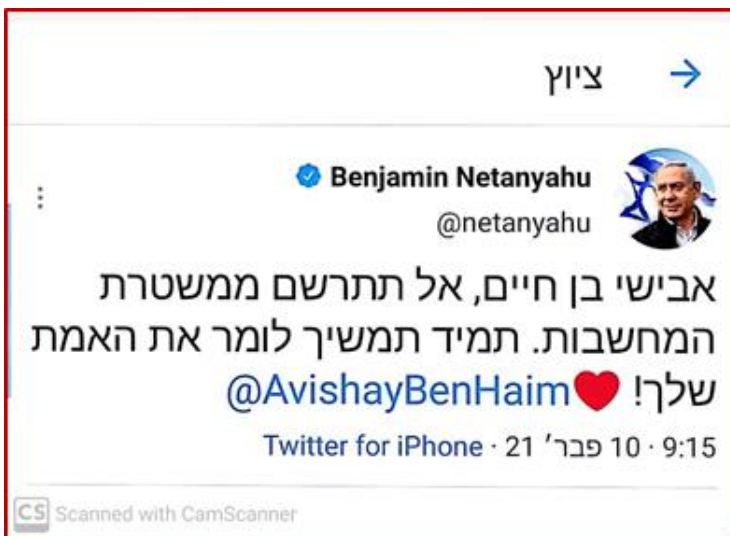 ציוץ
Benjamin Netanyahu
@netanyahu
אבישי בן חיים, אל תתרשם ממשטרת
המחשבות. תמיד תמשיך לומר את האמת
שלך! ❤️@AvishayBenHaim
9:15 · 10 פבר׳ 21 · Twitter for iPhone
CS Scanned with CamScanner